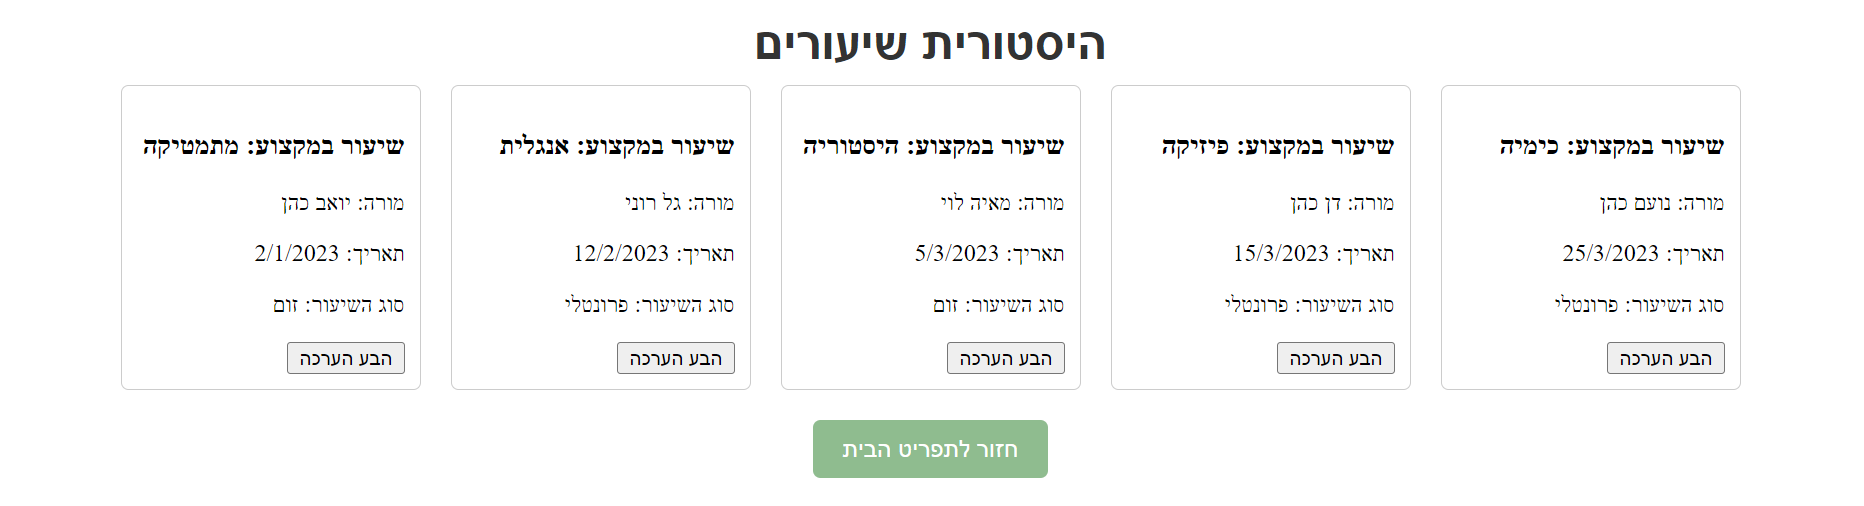 היסטורית שיעורים
שיעור במקצוע: כימיה
מורה: נועם כהן
תאריך: 25/3/2023
סוג השיעור: פרונטלי
הבע הערכה
שיעור במקצוע: פיזיקה
מורה: דן כהן
תאריך: 15/3/2023
סוג השיעור: פרונטלי
הבע הערכה
שיעור במקצוע: היסטוריה
מורה: מאיה לוי
תאריך: 5/3/2023
סוג השיעור: זום
הבע הערכה
שיעור במקצוע: אנגלית
מורה: גל רוני
תאריך: 12/2/2023
סוג השיעור: פרונטלי
הבע הערכה
שיעור במקצוע: מתמטיקה
מורה: יואב כהן
תאריך: 2/1/2023
סוג השיעור: זום
הבע הערכה
חזור לתפריט הבית